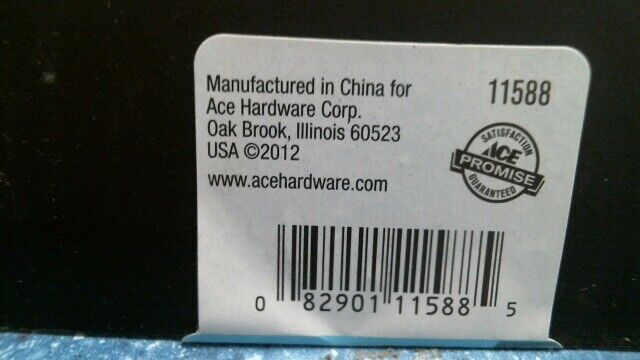 Manufactured in China for
Ace Hardware Corp.
Oak Brook, Illinois 60523
USA ©2012
www.acehardware.com
11588
SATISFACTION
ACE
PROMISE
GUARANTEED
0 82901 11588 5